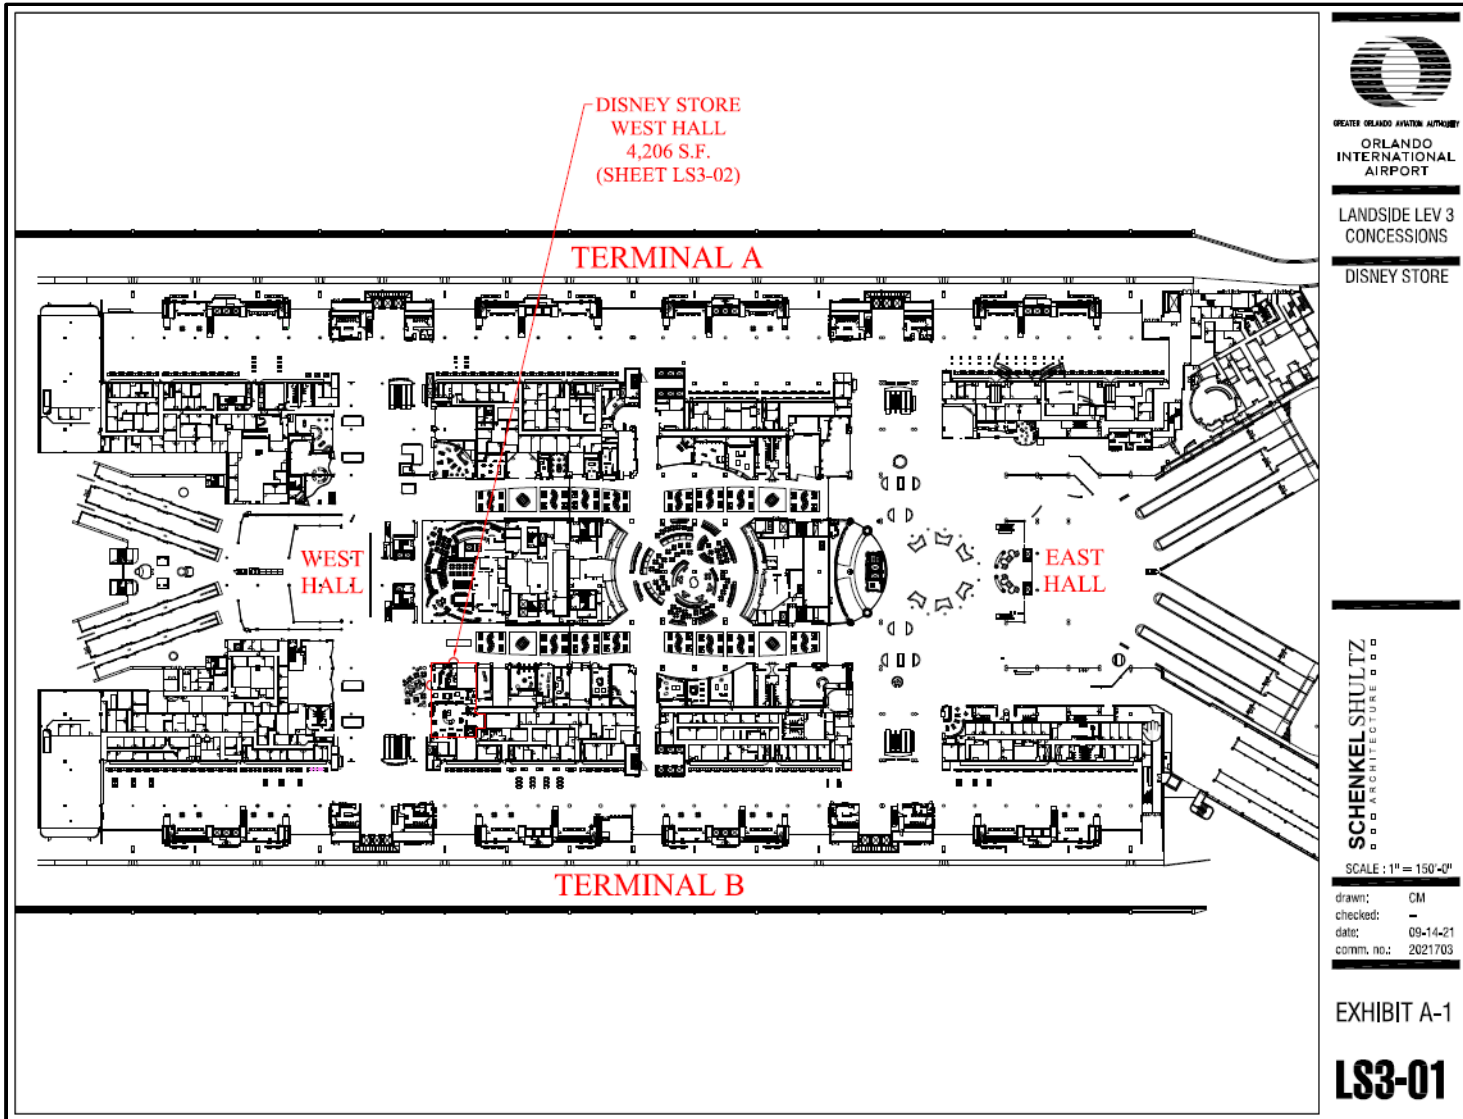 DISNEY STORE
WEST HALL
4,206 S.F.
(SHEET LS3-02)
TERMINAL A
WEST
HALL
EAST
HALL
TERMINAL B
GREATER ORLANDO AVIATION AUTHORITY
ORLANDO
INTERNATIONAL
AIRPORT
LANDSIDE LEV 3
CONCESSIONS
DISNEY STORE
SCHENKELSHULTZ
ARCHITECTURE
SCALE : 1" = 150'-0"
drawn: CM
checked: –
date: 09-14-21
comm. no.: 2021703
EXHIBIT A-1
LS3-01